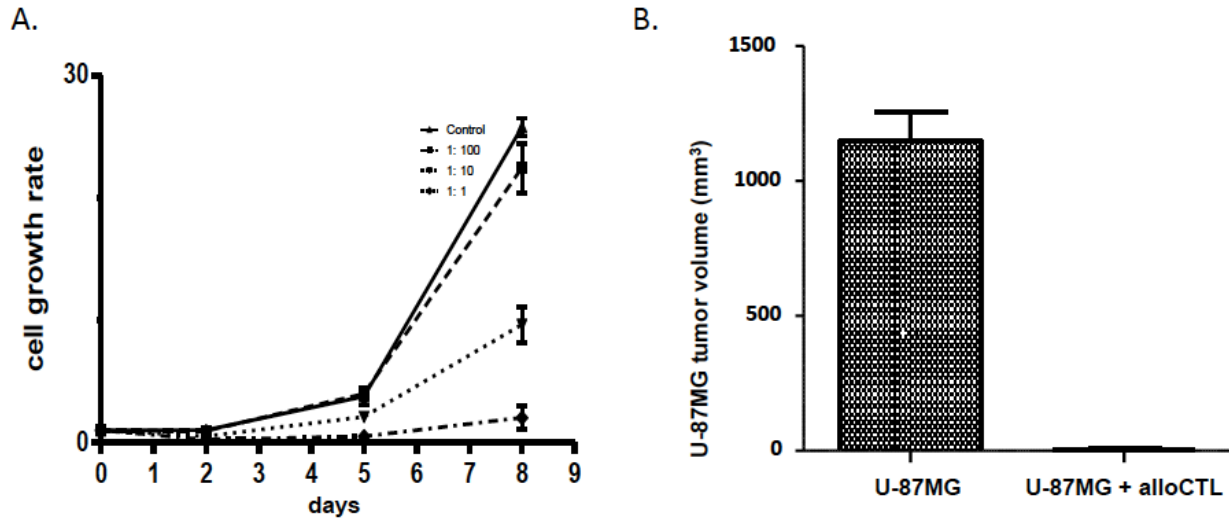 A.
30
cell growth rate
Control
1: 100
1: 10
1: 1
0
0 1 2 3 4 5 6 7 8 9
days
B.
1500
U-87MG tumor volume (mm³)
1000
500
0
U-87MG U-87MG + alloCTL